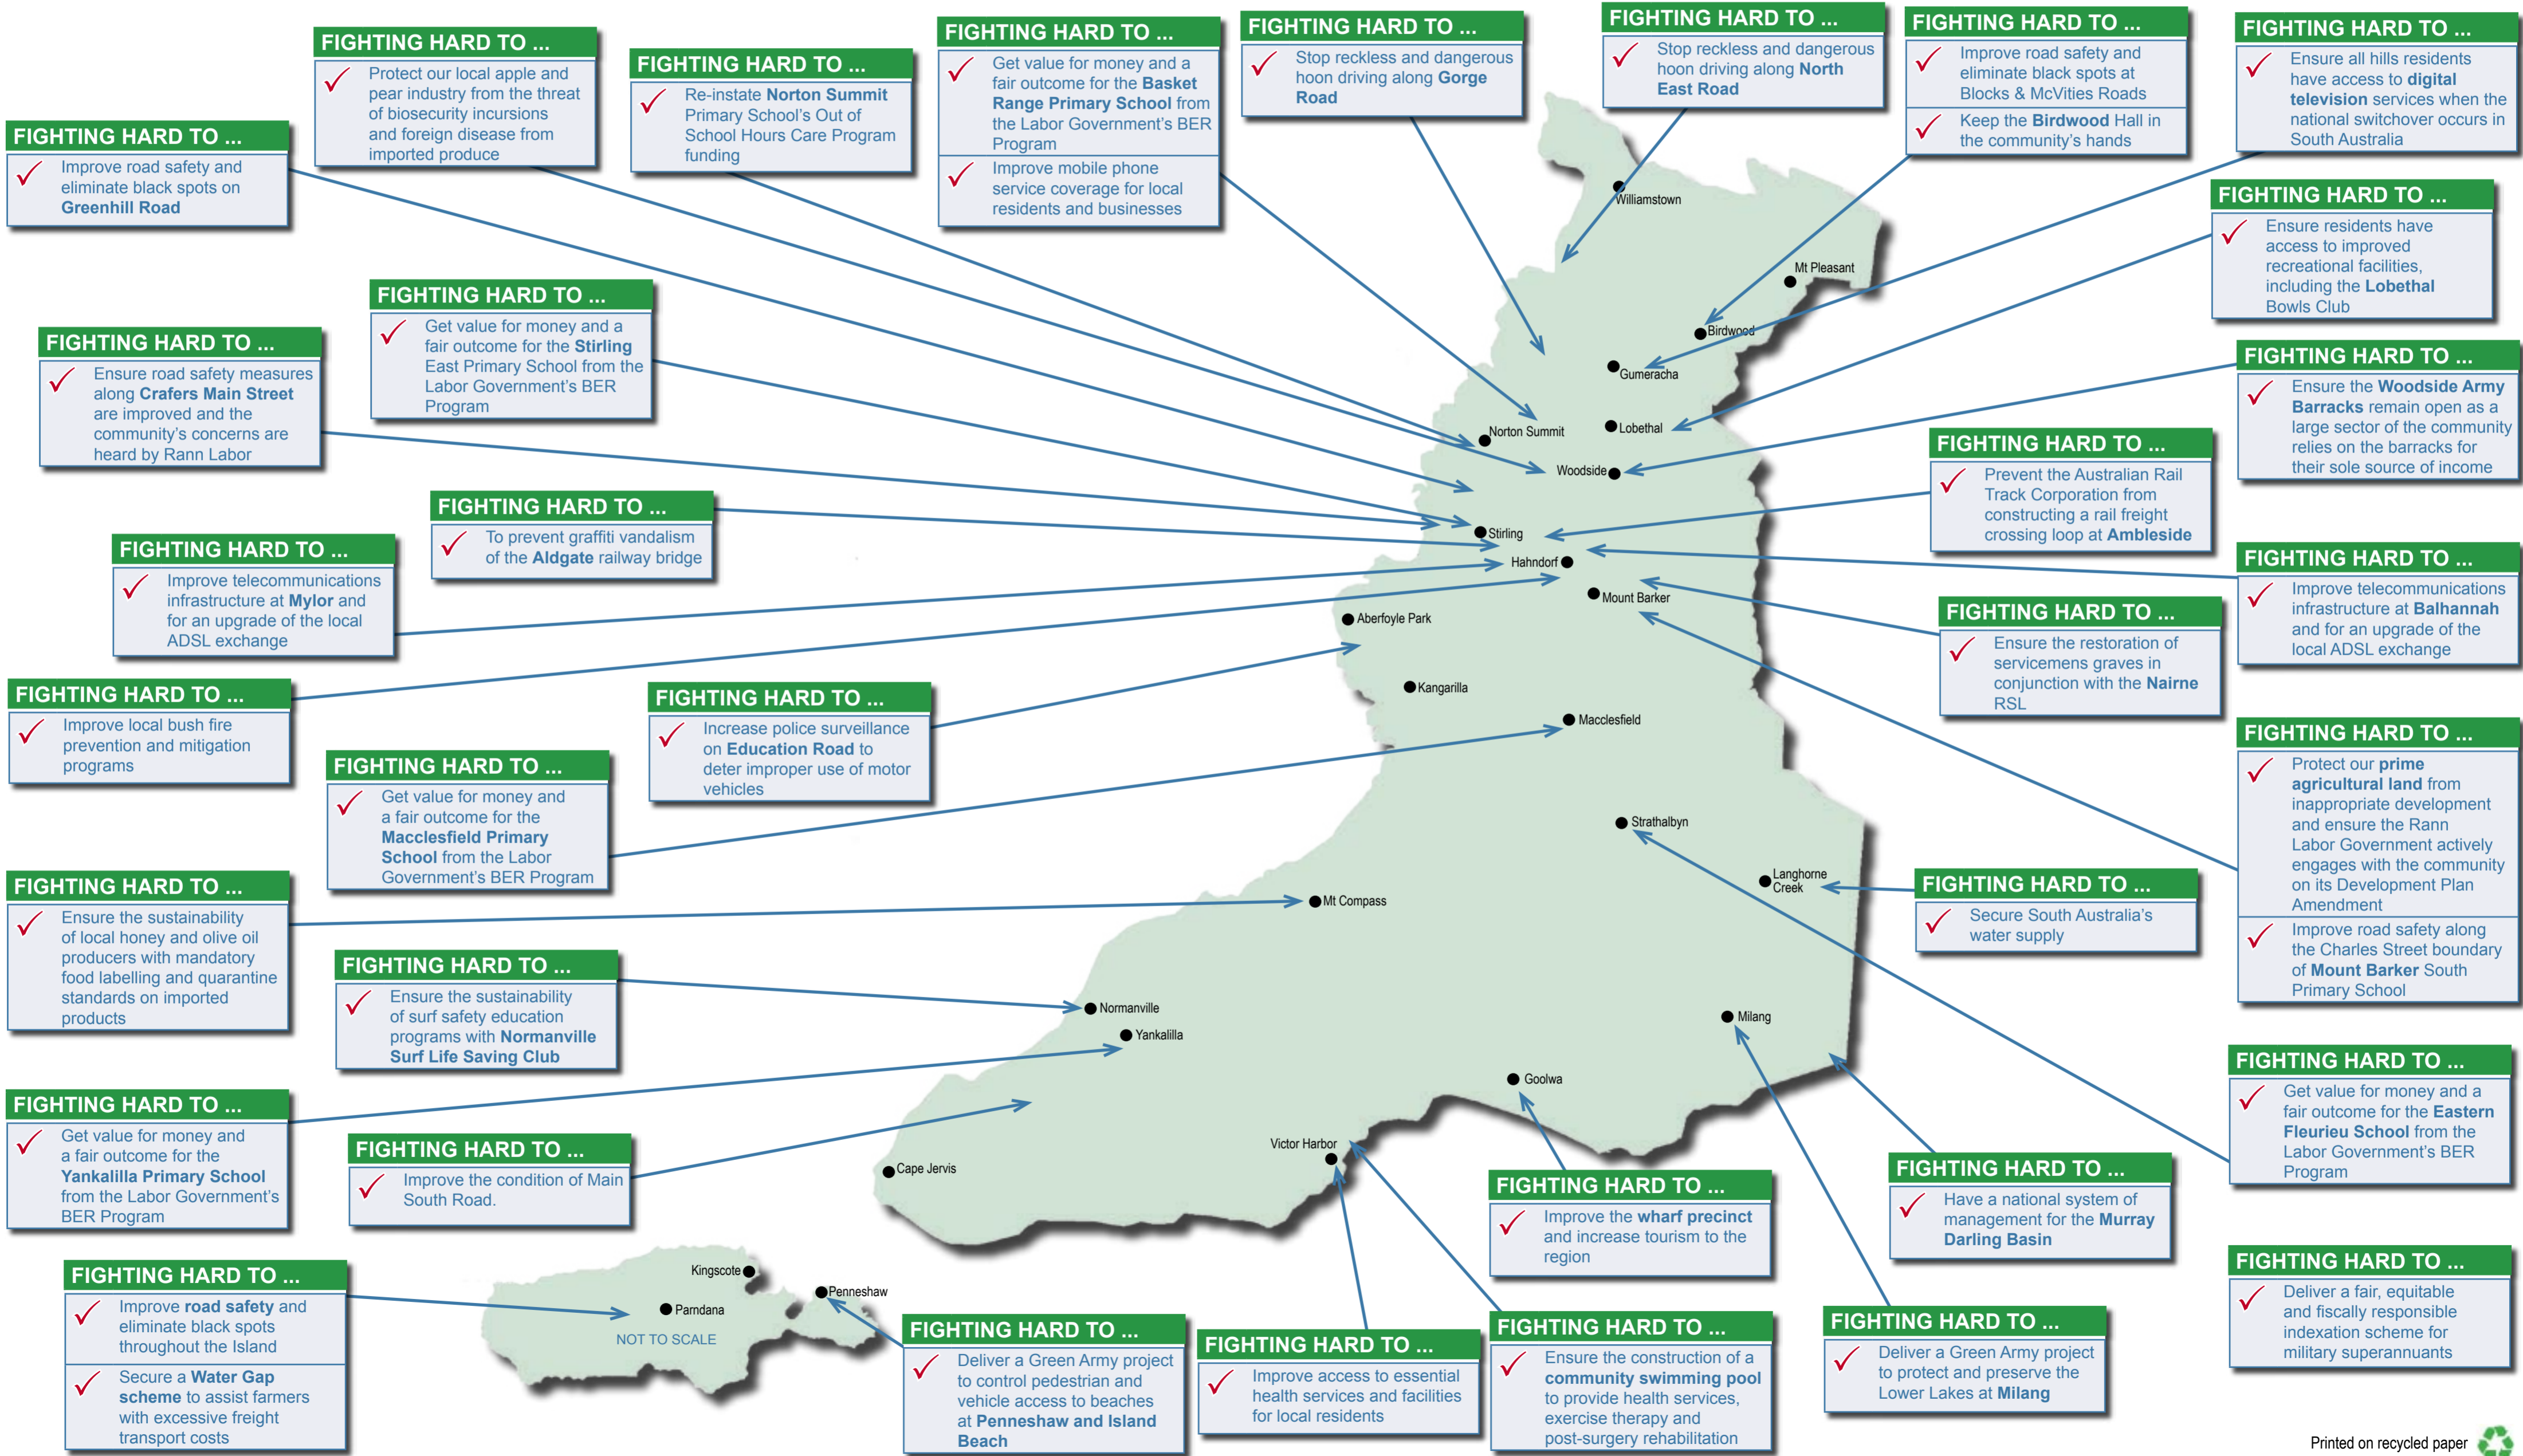 FIGHTING HARD TO ...
Improve road safety and
eliminate black spots on
Greenhill Road
FIGHTING HARD TO ...
Protect our local apple and
pear industry from the threat
of biosecurity incursions
and foreign disease from
imported produce
FIGHTING HARD TO ...
Re-instate Norton Summit
Primary School's Out of
School Hours Care Program
funding
FIGHTING HARD TO ...
Get value for money and a
fair outcome for the Basket
Range Primary School from
the Labor Government's BER
Program
Improve mobile phone
service coverage for local
residents and businesses
FIGHTING HARD TO ...
Stop reckless and dangerous
hoon driving along Gorge
Road
FIGHTING HARD TO ...
Stop reckless and dangerous
hoon driving along North
East Road
FIGHTING HARD TO ...
Improve road safety and
eliminate black spots at
Blocks & McVities Roads
Keep the Birdwood Hall in
the community's hands
FIGHTING HARD TO ...
Ensure all hills residents
have access to digital
television services when the
national switchover occurs in
South Australia
FIGHTING HARD TO ...
Ensure residents have
access to improved
recreational facilities,
including the Lobethal
Bowls Club
FIGHTING HARD TO ...
Get value for money and a
fair outcome for the Stirling
East Primary School from the
Labor Government's BER
Program
FIGHTING HARD TO ...
Ensure road safety measures
along Crafers Main Street
are improved and the
community's concerns are
heard by Rann Labor
FIGHTING HARD TO ...
Ensure the Woodside Army
Barracks remain open as a
large sector of the community
relies on the barracks for
their sole source of income
FIGHTING HARD TO ...
Prevent the Australian Rail
Track Corporation from
constructing a rail freight
crossing loop at Ambleside
FIGHTING HARD TO ...
To prevent graffiti vandalism
of the Aldgate railway bridge
FIGHTING HARD TO ...
Improve telecommunications
infrastructure at Mylor and
for an upgrade of the local
ADSL exchange
FIGHTING HARD TO ...
Improve telecommunications
infrastructure at Balhannah
and for an upgrade of the
local ADSL exchange
FIGHTING HARD TO ...
Ensure the restoration of
servicemens graves in
conjunction with the Nairne
RSL
FIGHTING HARD TO ...
Improve local bush fire
prevention and mitigation
programs
FIGHTING HARD TO ...
Increase police surveillance
on Education Road to
deter improper use of motor
vehicles
FIGHTING HARD TO ...
Get value for money and
a fair outcome for the
Macclesfield Primary
School from the Labor
Government's BER Program
FIGHTING HARD TO ...
Protect our prime
agricultural land from
inappropriate development
and ensure the Rann
Labor Government actively
engages with the community
on its Development Plan
Amendment
Improve road safety along
the Charles Street boundary
of Mount Barker South
Primary School
FIGHTING HARD TO ...
Ensure the sustainability
of local honey and olive oil
producers with mandatory
food labelling and quarantine
standards on imported
products
FIGHTING HARD TO ...
Secure South Australia's
water supply
FIGHTING HARD TO ...
Ensure the sustainability
of surf safety education
programs with Normanville
Surf Life Saving Club
FIGHTING HARD TO ...
Get value for money and a
fair outcome for the Eastern
Fleurieu School from the
Labor Government's BER
Program
FIGHTING HARD TO ...
Get value for money and
a fair outcome for the
Yankalilla Primary School
from the Labor Government's
BER Program
FIGHTING HARD TO ...
Improve the condition of Main
South Road.
FIGHTING HARD TO ...
Have a national system of
management for the Murray
Darling Basin
FIGHTING HARD TO ...
Improve the wharf precinct
and increase tourism to the
region
FIGHTING HARD TO ...
Deliver a fair, equitable
and fiscally responsible
indexation scheme for
military superannuants
FIGHTING HARD TO ...
Improve road safety and
eliminate black spots
throughout the Island
Secure a Water Gap
scheme to assist farmers
with excessive freight
transport costs
FIGHTING HARD TO ...
Deliver a Green Army project
to control pedestrian and
vehicle access to beaches
at Penneshaw and Island
Beach
FIGHTING HARD TO ...
Improve access to essential
health services and facilities
for local residents
FIGHTING HARD TO ...
Ensure the construction of a
community swimming pool
to provide health services,
exercise therapy and
post-surgery rehabilitation
FIGHTING HARD TO ...
Deliver a Green Army project
to protect and preserve the
Lower Lakes at Milang
Williamstown
Mt Pleasant
Birdwood
Gumeracha
Norton Summit
Lobethal
Woodside
Stirling
Hahndorf
Mount Barker
Aberfoyle Park
Kangarilla
Macclesfield
Strathalbyn
Langhorne
Creek
Mt Compass
Normanville
Yankalilla
Milang
Goolwa
Victor Harbor
Cape Jervis
Kingscote
Penneshaw
Parndana
NOT TO SCALE
Printed on recycled paper